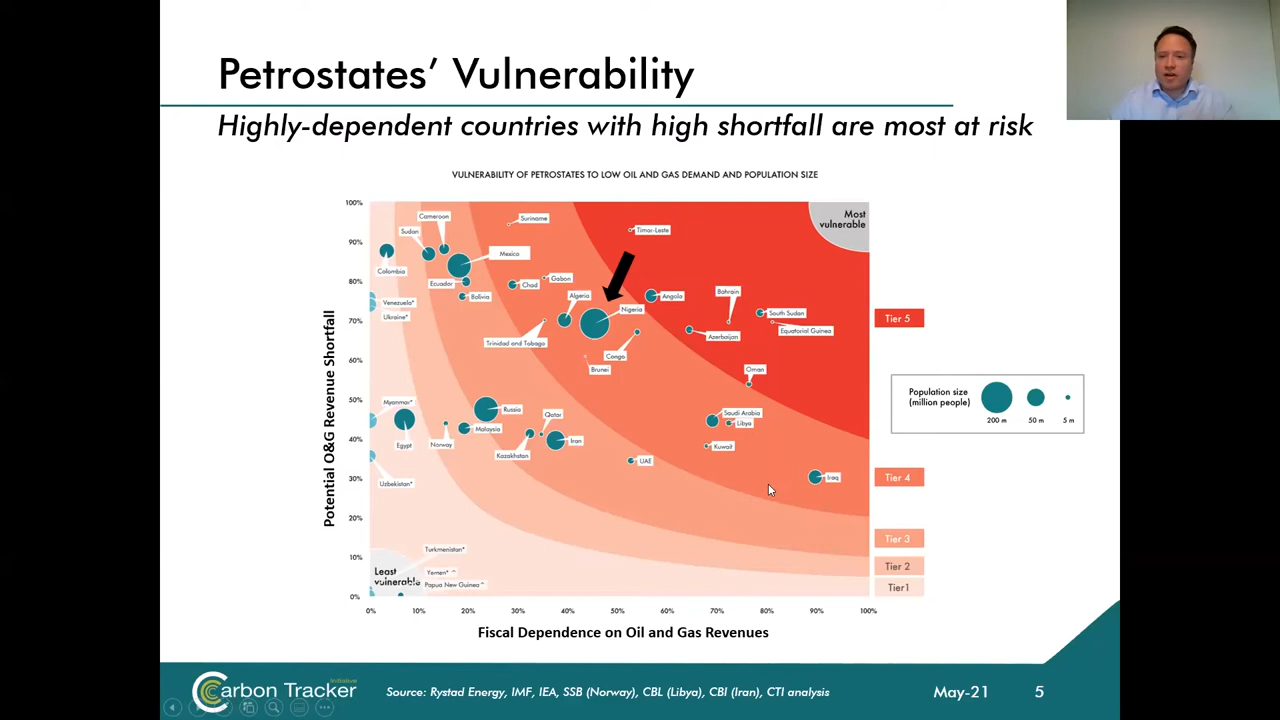 Petrostates' Vulnerability
Highly-dependent countries with high shortfall are most at risk
VULNERABILITY OF PETROSTATES TO LOW OIL AND GAS DEMAND AND POPULATION SIZE
Potential O&G Revenue Shortfall
100%
90%
80%
70%
60%
50%
40%
30%
20%
10%
0%
Most
vulnerable
Suriname
Cameroon
Timor-Leste
Sudan
Mexico
Colombia
Ecuador
Chad
Gabon
Bolivia
Algeria
Nigeria
Angola
Bahrain
Venezuela*
Ukraine*
South Sudan
Equatorial Guinea
Azerbaijan
Trinidad and Tobago
Congo
Brunei
Oman
Myanmar*
Egypt
Norway
Russia
Malaysia
Qatar
Kazakhstan
Iran
Saudi Arabia
Libya
Kuwait
UAE
Iraq
Uzbekistan*
Turkmenistan*
Least
vulnerable
Yemen* ^
Papua New Guinea ^
0%
10%
20%
30%
40%
50%
60%
70%
80%
90%
100%
Fiscal Dependence on Oil and Gas Revenues
Tier 5
Tier 4
Tier 3
Tier 2
Tier1
Population size
(million people)
200 m
50 m
5 m
Carbon Tracker
Initiative
Source: Rystad Energy, IMF, IEA, SSB (Norway), CBL (Libya), CBI (Iran), CTI analysis
May-21
5